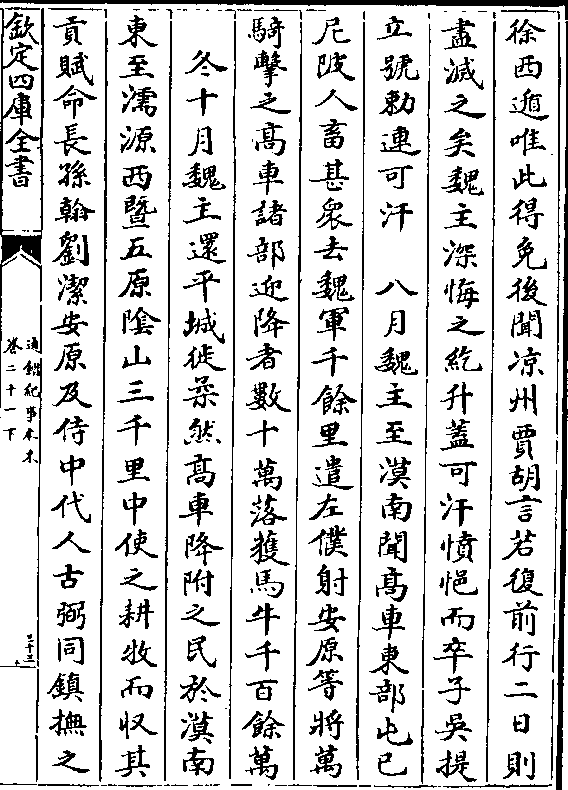 徐西遁唯此得免後聞凉州賈胡言若復前行二日則
盡滅之矣魏主深悔之紇升蓋可汗憤悒而卒子吳提
立號勅連可汗　八月魏主至漠南聞髙車東部屯已
尼陂人畜甚衆去魏軍千餘里遣左僕射安原等將萬
騎擊之髙車諸部迎降者數十萬落獲馬牛千百餘萬
冬十月魏主還平城徙柔然髙車降附之民於漠南
東至濡源西暨五原隂山三千里中使之耕牧而収其
貢賦命長孫翰劉潔安原及侍中代人古弼同鎮撫之
欽定四庫全書
通鑑紀事本末
卷二十一下
三十三